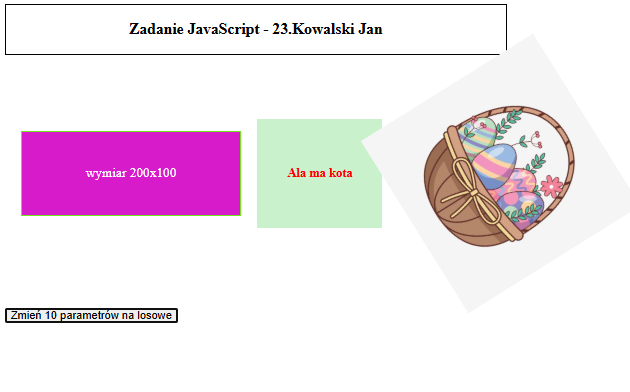 Zadanie JavaScript - 23.Kowalski Jan
wymiar 200x100
Ala ma kota
Zmień 10 parametrów na losowe